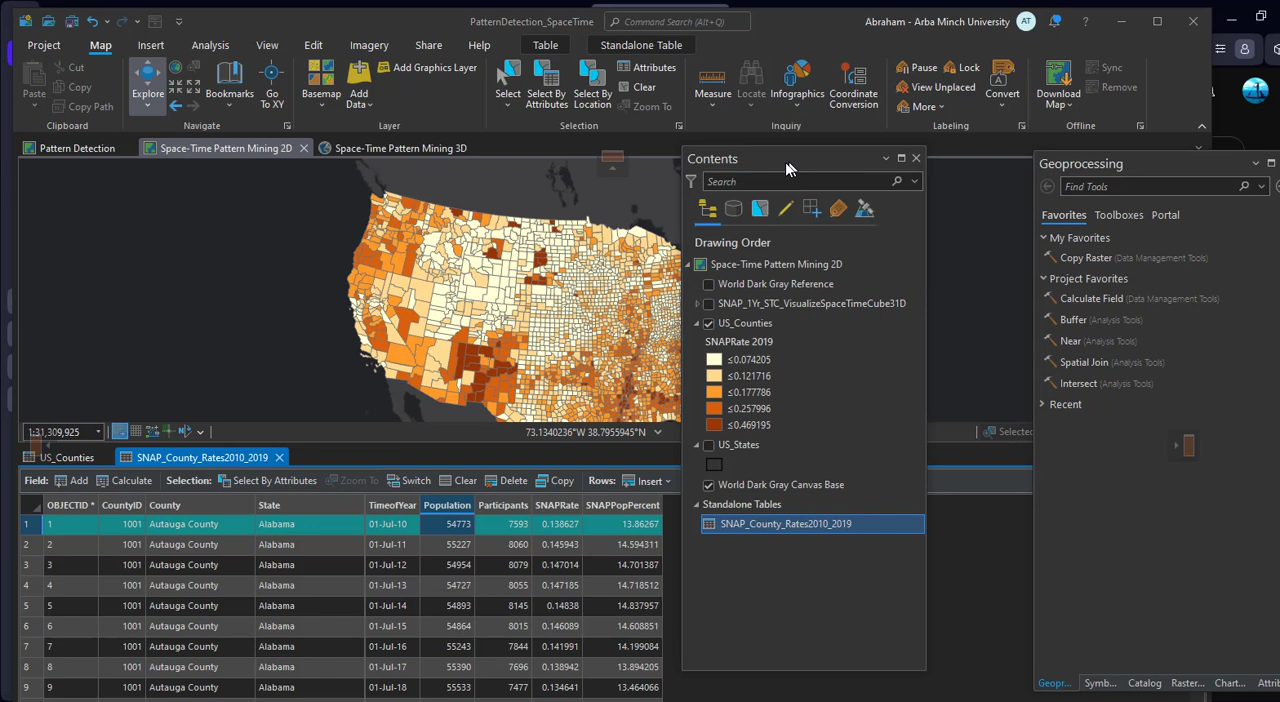 PatternDetection_SpaceTime
Command Search (Alt+Q)
Abraham - Arba Minch University
AT
?
Project Map Insert Analysis View Edit Imagery Share Help Table Standalone Table
Paste
Cut
Copy
Copy Path
Clipboard
Explore
Bookmarks
Go To XY
Navigate
Basemap
Add Data
Add Graphics Layer
Layer
Select
Select By Attributes
Select By Location
Attributes
Clear
Zoom To
Selection
Measure
Locate
Infographics
Coordinate Conversion
Inquiry
Pause
Lock
View Unplaced
More
Convert
Labeling
Download Map
Sync
Remove
Offline
Pattern Detection
Space-Time Pattern Mining 2D
Space-Time Pattern Mining 3D
Contents
Search
Drawing Order
Space-Time Pattern Mining 2D
World Dark Gray Reference
SNAP_1Yr_STC_VisualizeSpaceTimeCube31D
US_Counties
SNAPRate 2019
≤0.074205
≤0.121716
≤0.177786
≤0.257996
≤0.469195
US_States
World Dark Gray Canvas Base
Standalone Tables
SNAP_County_Rates2010_2019
Geoprocessing
Find Tools
Favorites Toolboxes Portal
My Favorites
Copy Raster (Data Management Tools)
Project Favorites
Calculate Field (Data Management Tools)
Buffer (Analysis Tools)
Near (Analysis Tools)
Spatial Join (Analysis Tools)
Intersect (Analysis Tools)
Recent
Geopr... Symb... Catalog Raster... Chart... Attri
1:31,309,925
73.1340236°W 38.7955945°N
Selected
US_Counties
SNAP_County_Rates2010_2019
Field: Add Calculate Selection: Select By Attributes Zoom To Switch Clear Delete Copy Rows: Insert
OBJECTID * CountyID County State TimeofYear Population Participants SNAPRate SNAPPopPercent
1 1 1001 Autauga County Alabama 01-Jul-10 54773 7593 0.138627 13.86267
2 2 1001 Autauga County Alabama 01-Jul-11 55227 8060 0.145943 14.594311
3 3 1001 Autauga County Alabama 01-Jul-12 54954 8079 0.147014 14.701387
4 4 1001 Autauga County Alabama 01-Jul-13 54727 8055 0.147185 14.718512
5 5 1001 Autauga County Alabama 01-Jul-14 54893 8145 0.14838 14.837957
6 6 1001 Autauga County Alabama 01-Jul-15 54864 8015 0.146089 14.608851
7 7 1001 Autauga County Alabama 01-Jul-16 55243 7844 0.141991 14.199084
8 8 1001 Autauga County Alabama 01-Jul-17 55390 7696 0.138942 13.894205
9 9 1001 Autauga County Alabama 01-Jul-18 55533 7477 0.134641 13.464066